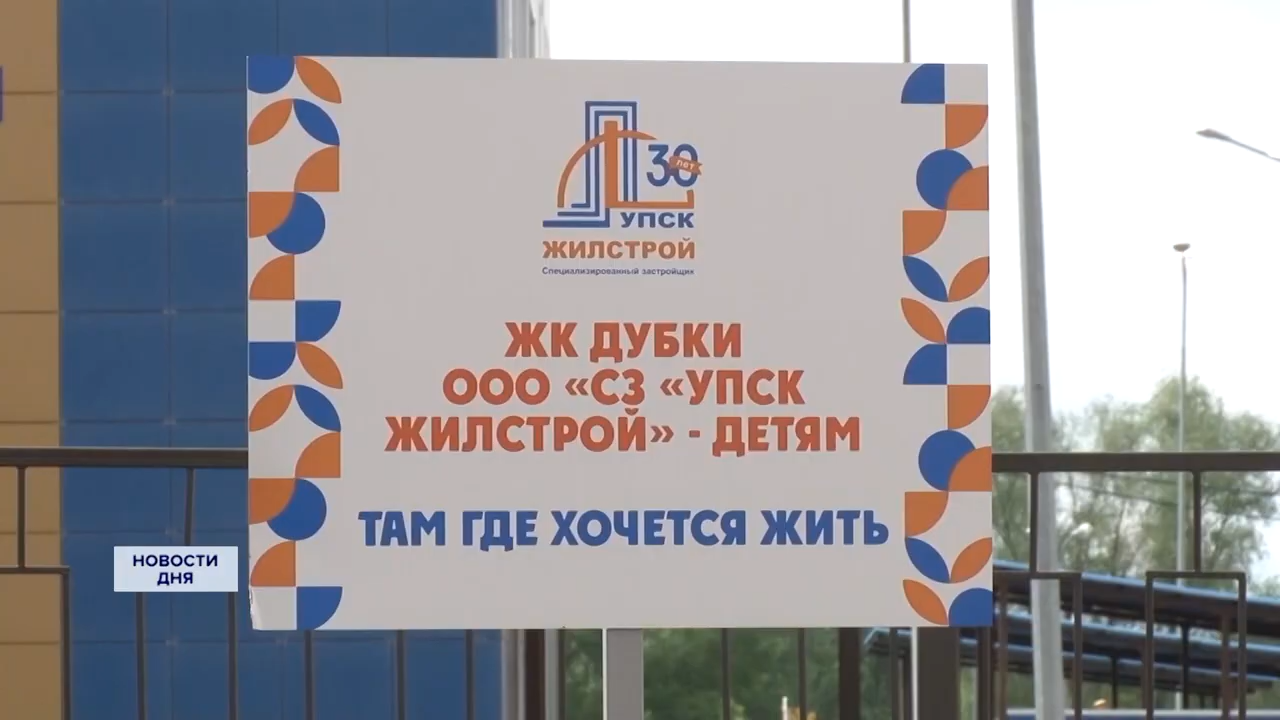 30
лет
УПСК
ЖИЛСТРОЙ
Специализированный застройщик
ЖК ДУБКИ
ООО «СЗ «УПСК
ЖИЛСТРОЙ» - ДЕТЯМ
ТАМ ГДЕ ХОЧЕТСЯ ЖИТЬ
НОВОСТИ
ДНЯ